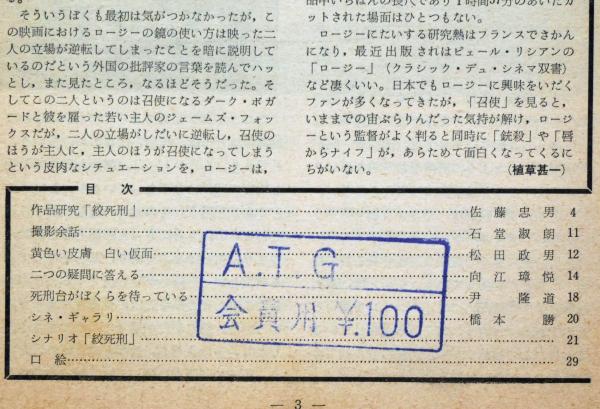 る。
そういうぼくも最初は気がつかなかったが，こ
の映画におけるロージーの鏡の使い方は映った二
人の立場が逆転してしまったことを暗に説明して
いるのだという外国の批評家の言葉を読んでハッ
とし，また見たところ，なるほどそうだった。そ
してこの二人というのは召使になるダーク・ボガ
ードと彼を雇った若い主人のジェームズ・フォッ
クスだが，二人の立場がしだいに逆転し，召使の
ほうが主人に，主人のほうが召使になってしまう
という皮肉なシチュエーションを，ロージーは，
品中いちばんの長尺であり1時間57分のあいだカ
ットされた場面はひとつもない。
ロージーにたいする研究熱はフランスでさかん
になり，最近出版されはピェール・リシアンの
「ロージー」（クラシック・デュ・シネマ双書）
など凄くいい。日本でもロージーに興味をいだく
ファンが多くなってきたが，「召使」を見ると，
いままでの宙ぶらりんだった気持が解け，ロージ
ーという監督がよく判ると同時に「銃殺」や「唇
からナイフ」が，あらためて面白くなってくるに
ちがいない。 （植草甚一）
目 次
作品研究「絞死刑」……佐藤忠男 4
撮影余話……石堂淑朗 11
黄色い皮膚 白い仮面……松田政男 12
二つの疑問に答える……向江璋悦 14
死刑台がぼくらを待っている……尹 隆道 18
シネ・ギャラリ……橋本 勝 20
シナリオ「絞死刑」……21
口 絵……29
A.T.G
会員用 ¥.100
— 3 —